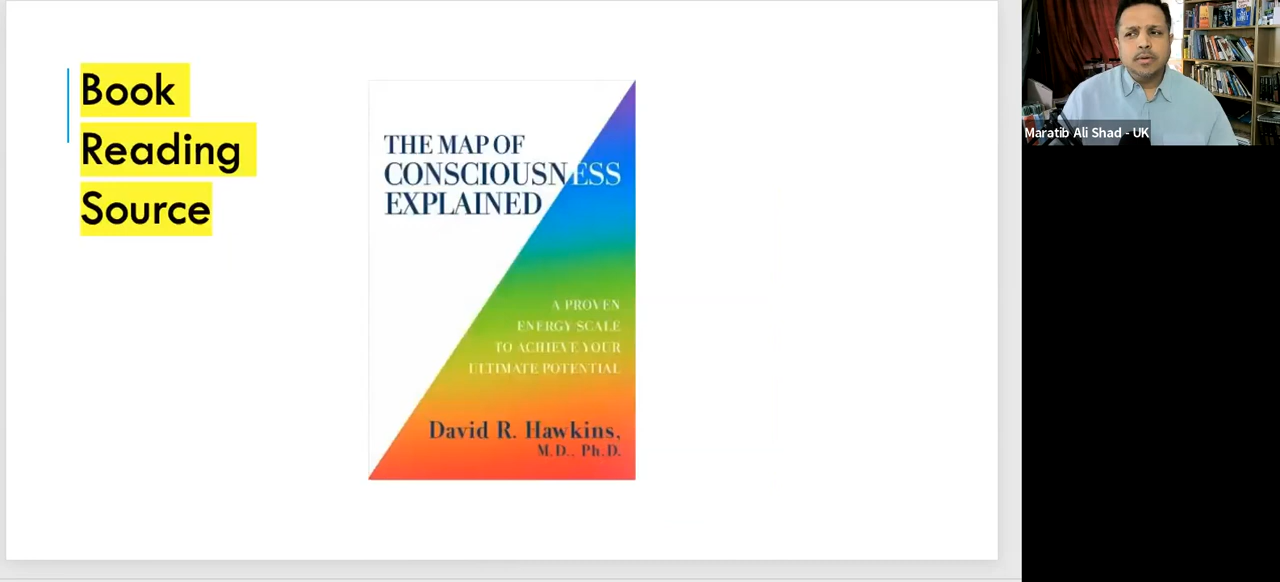 Book
Reading
Source
THE MAP OF
CONSCIOUSNESS
EXPLAINED
A PROVEN
ENERGY SCALE
TO ACHIEVE YOUR
ULTIMATE POTENTIAL
David R. Hawkins,
M.D., Ph.D.
Maratib Ali Shad - UK